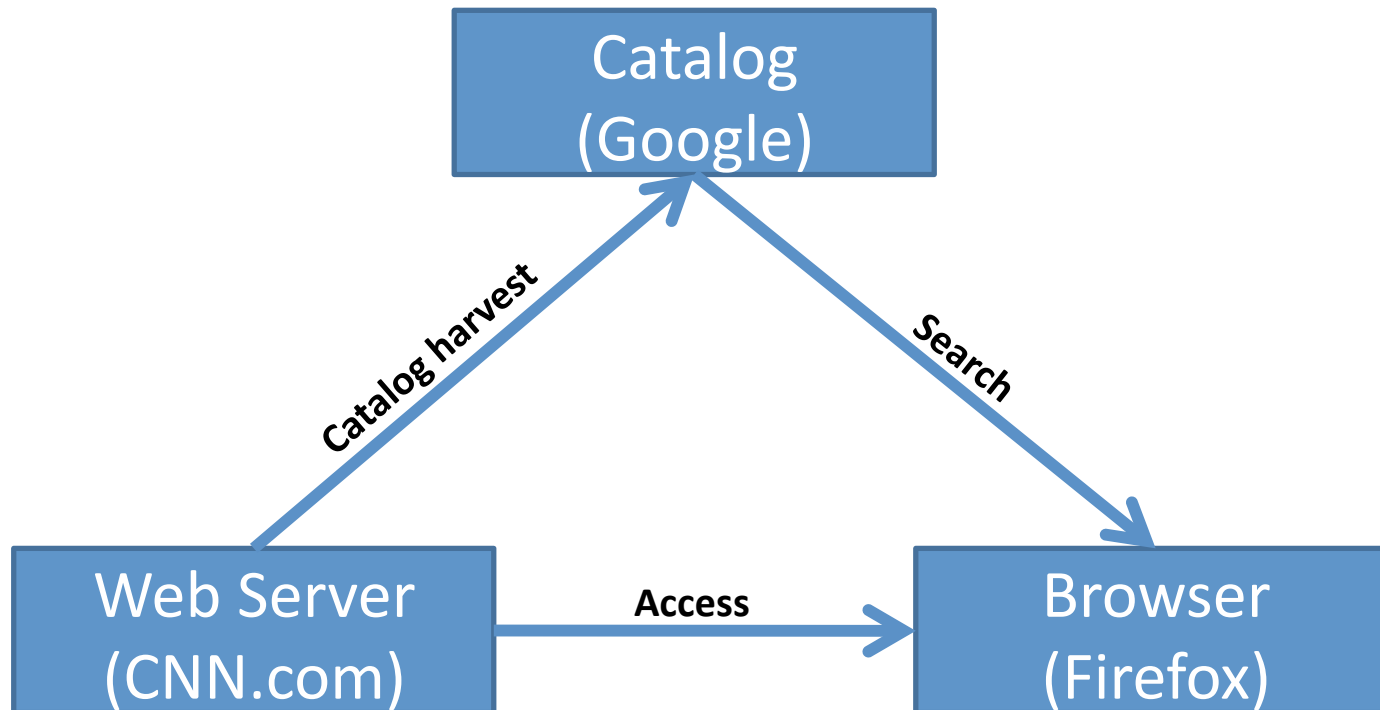 Catalog
(Google)
Catalog harvest
Search
Web Server
(CNN.com)
Access
Browser
(Firefox)